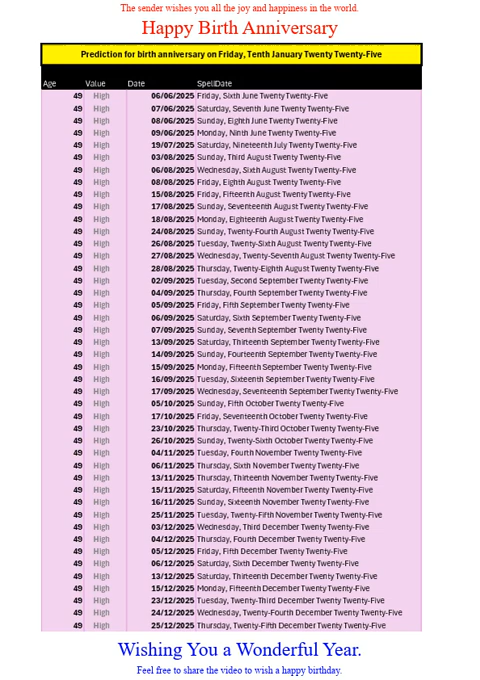 The sender wishes you all the joy and happiness in the world.
Happy Birth Anniversary
Prediction for birth anniversary on Friday, Tenth January Twenty Twenty-Five
Age Value Date SpellDate
49 High 06/06/2025 Friday, Sixth June Twenty Twenty-Five
49 High 07/06/2025 Saturday, Seventh June Twenty Twenty-Five
49 High 08/06/2025 Sunday, Eighth June Twenty Twenty-Five
49 High 09/06/2025 Monday, Ninth June Twenty Twenty-Five
49 High 19/07/2025 Saturday, Nineteenth July Twenty Twenty-Five
49 High 03/08/2025 Sunday, Third August Twenty Twenty-Five
49 High 06/08/2025 Wednesday, Sixth August Twenty Twenty-Five
49 High 08/08/2025 Friday, Eighth August Twenty Twenty-Five
49 High 15/08/2025 Friday, Fifteenth August Twenty Twenty-Five
49 High 17/08/2025 Sunday, Seventeenth August Twenty Twenty-Five
49 High 18/08/2025 Monday, Eighteenth August Twenty Twenty-Five
49 High 24/08/2025 Sunday, Twenty-Fourth August Twenty Twenty-Five
49 High 26/08/2025 Tuesday, Twenty-Sixth August Twenty Twenty-Five
49 High 27/08/2025 Wednesday, Twenty-Seventh August Twenty Twenty-Five
49 High 28/08/2025 Thursday, Twenty-Eighth August Twenty Twenty-Five
49 High 02/09/2025 Tuesday, Second September Twenty Twenty-Five
49 High 04/09/2025 Thursday, Fourth September Twenty Twenty-Five
49 High 05/09/2025 Friday, Fifth September Twenty Twenty-Five
49 High 06/09/2025 Saturday, Sixth September Twenty Twenty-Five
49 High 07/09/2025 Sunday, Seventh September Twenty Twenty-Five
49 High 13/09/2025 Saturday, Thirteenth September Twenty Twenty-Five
49 High 14/09/2025 Sunday, Fourteenth September Twenty Twenty-Five
49 High 15/09/2025 Monday, Fifteenth September Twenty Twenty-Five
49 High 16/09/2025 Tuesday, Sixteenth September Twenty Twenty-Five
49 High 17/09/2025 Wednesday, Seventeenth September Twenty Twenty-Five
49 High 05/10/2025 Sunday, Fifth October Twenty Twenty-Five
49 High 17/10/2025 Friday, Seventeenth October Twenty Twenty-Five
49 High 23/10/2025 Thursday, Twenty-Third October Twenty Twenty-Five
49 High 26/10/2025 Sunday, Twenty-Sixth October Twenty Twenty-Five
49 High 04/11/2025 Tuesday, Fourth November Twenty Twenty-Five
49 High 06/11/2025 Thursday, Sixth November Twenty Twenty-Five
49 High 13/11/2025 Thursday, Thirteenth November Twenty Twenty-Five
49 High 15/11/2025 Saturday, Fifteenth November Twenty Twenty-Five
49 High 16/11/2025 Sunday, Sixteenth November Twenty Twenty-Five
49 High 25/11/2025 Tuesday, Twenty-Fifth November Twenty Twenty-Five
49 High 03/12/2025 Wednesday, Third December Twenty Twenty-Five
49 High 04/12/2025 Thursday, Fourth December Twenty Twenty-Five
49 High 05/12/2025 Friday, Fifth December Twenty Twenty-Five
49 High 06/12/2025 Saturday, Sixth December Twenty Twenty-Five
49 High 13/12/2025 Saturday, Thirteenth December Twenty Twenty-Five
49 High 15/12/2025 Monday, Fifteenth December Twenty Twenty-Five
49 High 23/12/2025 Tuesday, Twenty-Third December Twenty Twenty-Five
49 High 24/12/2025 Wednesday, Twenty-Fourth December Twenty Twenty-Five
49 High 25/12/2025 Thursday, Twenty-Fifth December Twenty Twenty-Five
Wishing You a Wonderful Year.
Feel free to share the video to wish a happy birthday.